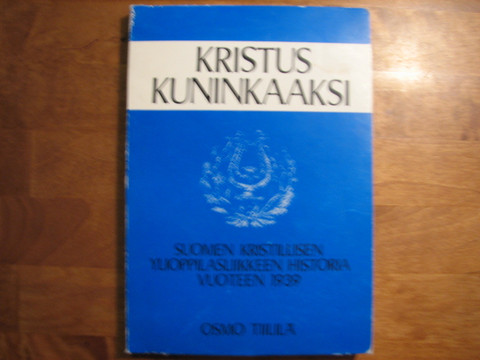 KRISTUS
KUNINKAAKSI
SUOMEN KRISTILLISEN
YLIOPPILASLIIKKEEN HISTORIA
VUOTEEN 1939
OSMO TIILILÄ